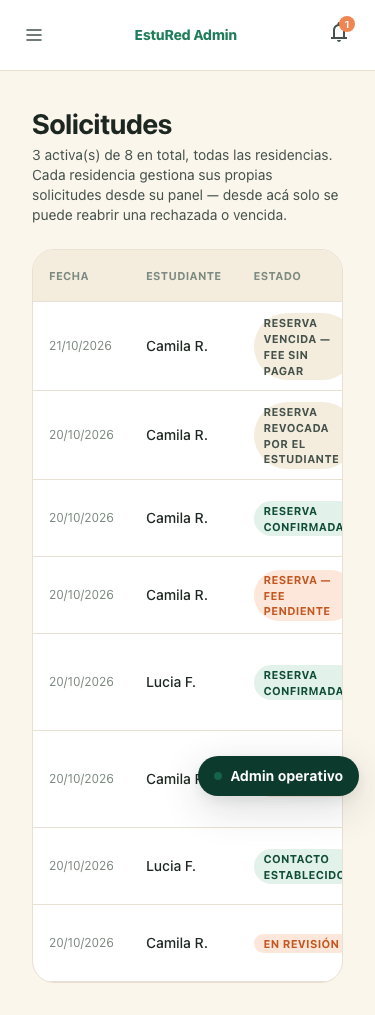 EstuRed Admin
1
Solicitudes
3 activa(s) de 8 en total, todas las residencias.
Cada residencia gestiona sus propias
solicitudes desde su panel — desde acá solo se
puede reabrir una rechazada o vencida.
FECHA ESTUDIANTE ESTADO
21/10/2026 Camila R. RESERVA
VENCIDA —
FEE SIN
PAGAR
20/10/2026 Camila R. RESERVA
REVOCADA
POR EL
ESTUDIANTE
20/10/2026 Camila R. RESERVA
CONFIRMADA
20/10/2026 Camila R. RESERVA —
FEE
PENDIENTE
20/10/2026 Lucia F. RESERVA
CONFIRMADA
20/10/2026 Camila
Admin operativo
20/10/2026 Lucia F. CONTACTO
ESTABLECIDO
20/10/2026 Camila R. EN REVISIÓN